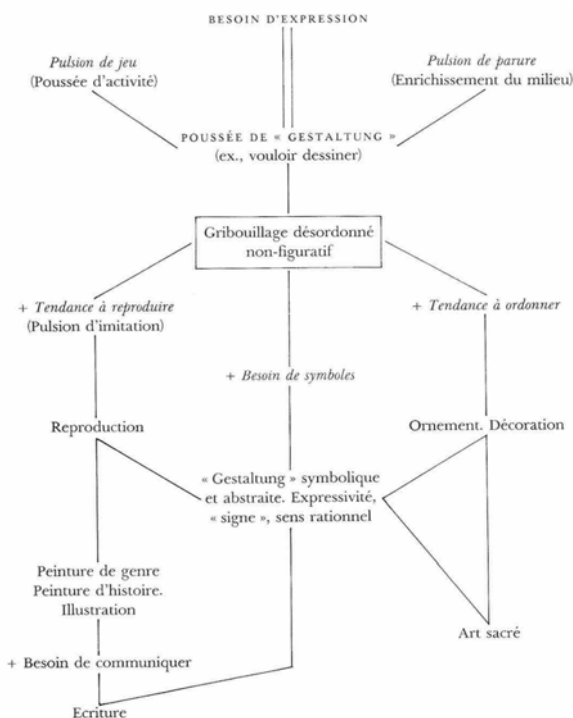 BESOIN D'EXPRESSION
Pulsion de jeu
(Poussée d'activité)
Pulsion de parure
(Enrichissement du milieu)
POUSSÉE DE « GESTALTUNG »
(ex., vouloir dessiner)
Gribouillage désordonné
non-figuratif
+ Tendance à reproduire
(Pulsion d'imitation)
+ Tendance à ordonner
+ Besoin de symboles
Reproduction
Ornement. Décoration
« Gestaltung » symbolique
et abstraite. Expressivité,
« signe », sens rationnel
Peinture de genre
Peinture d'histoire.
Illustration
Art sacré
+ Besoin de communiquer
Ecriture